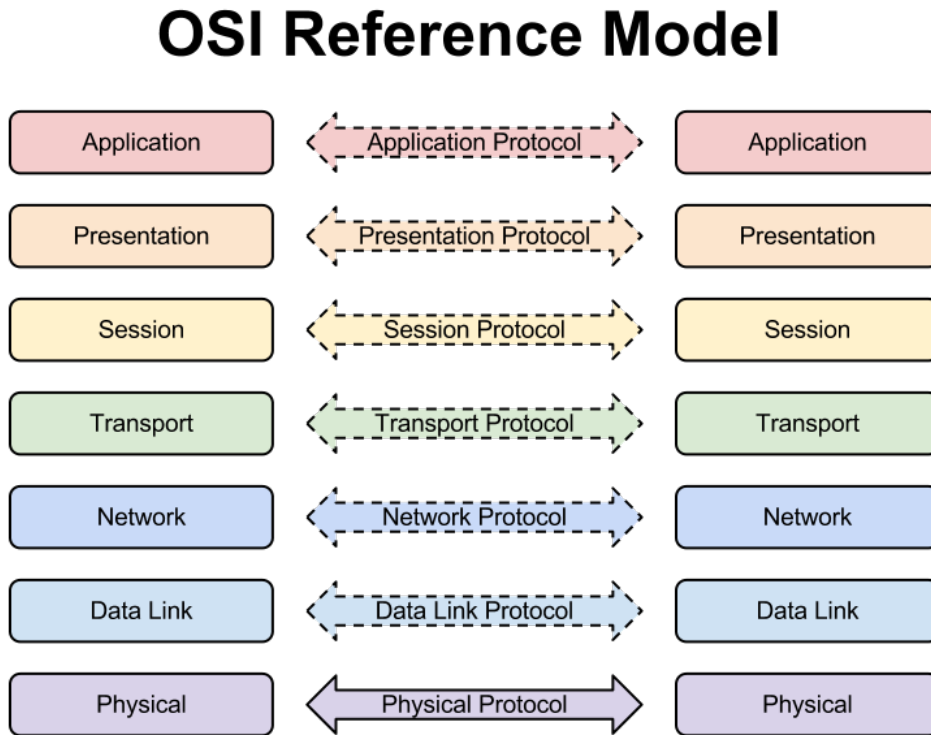 OSI Reference Model
Application
Application Protocol
Application
Presentation
Presentation Protocol
Presentation
Session
Session Protocol
Session
Transport
Transport Protocol
Transport
Network
Network Protocol
Network
Data Link
Data Link Protocol
Data Link
Physical
Physical Protocol
Physical